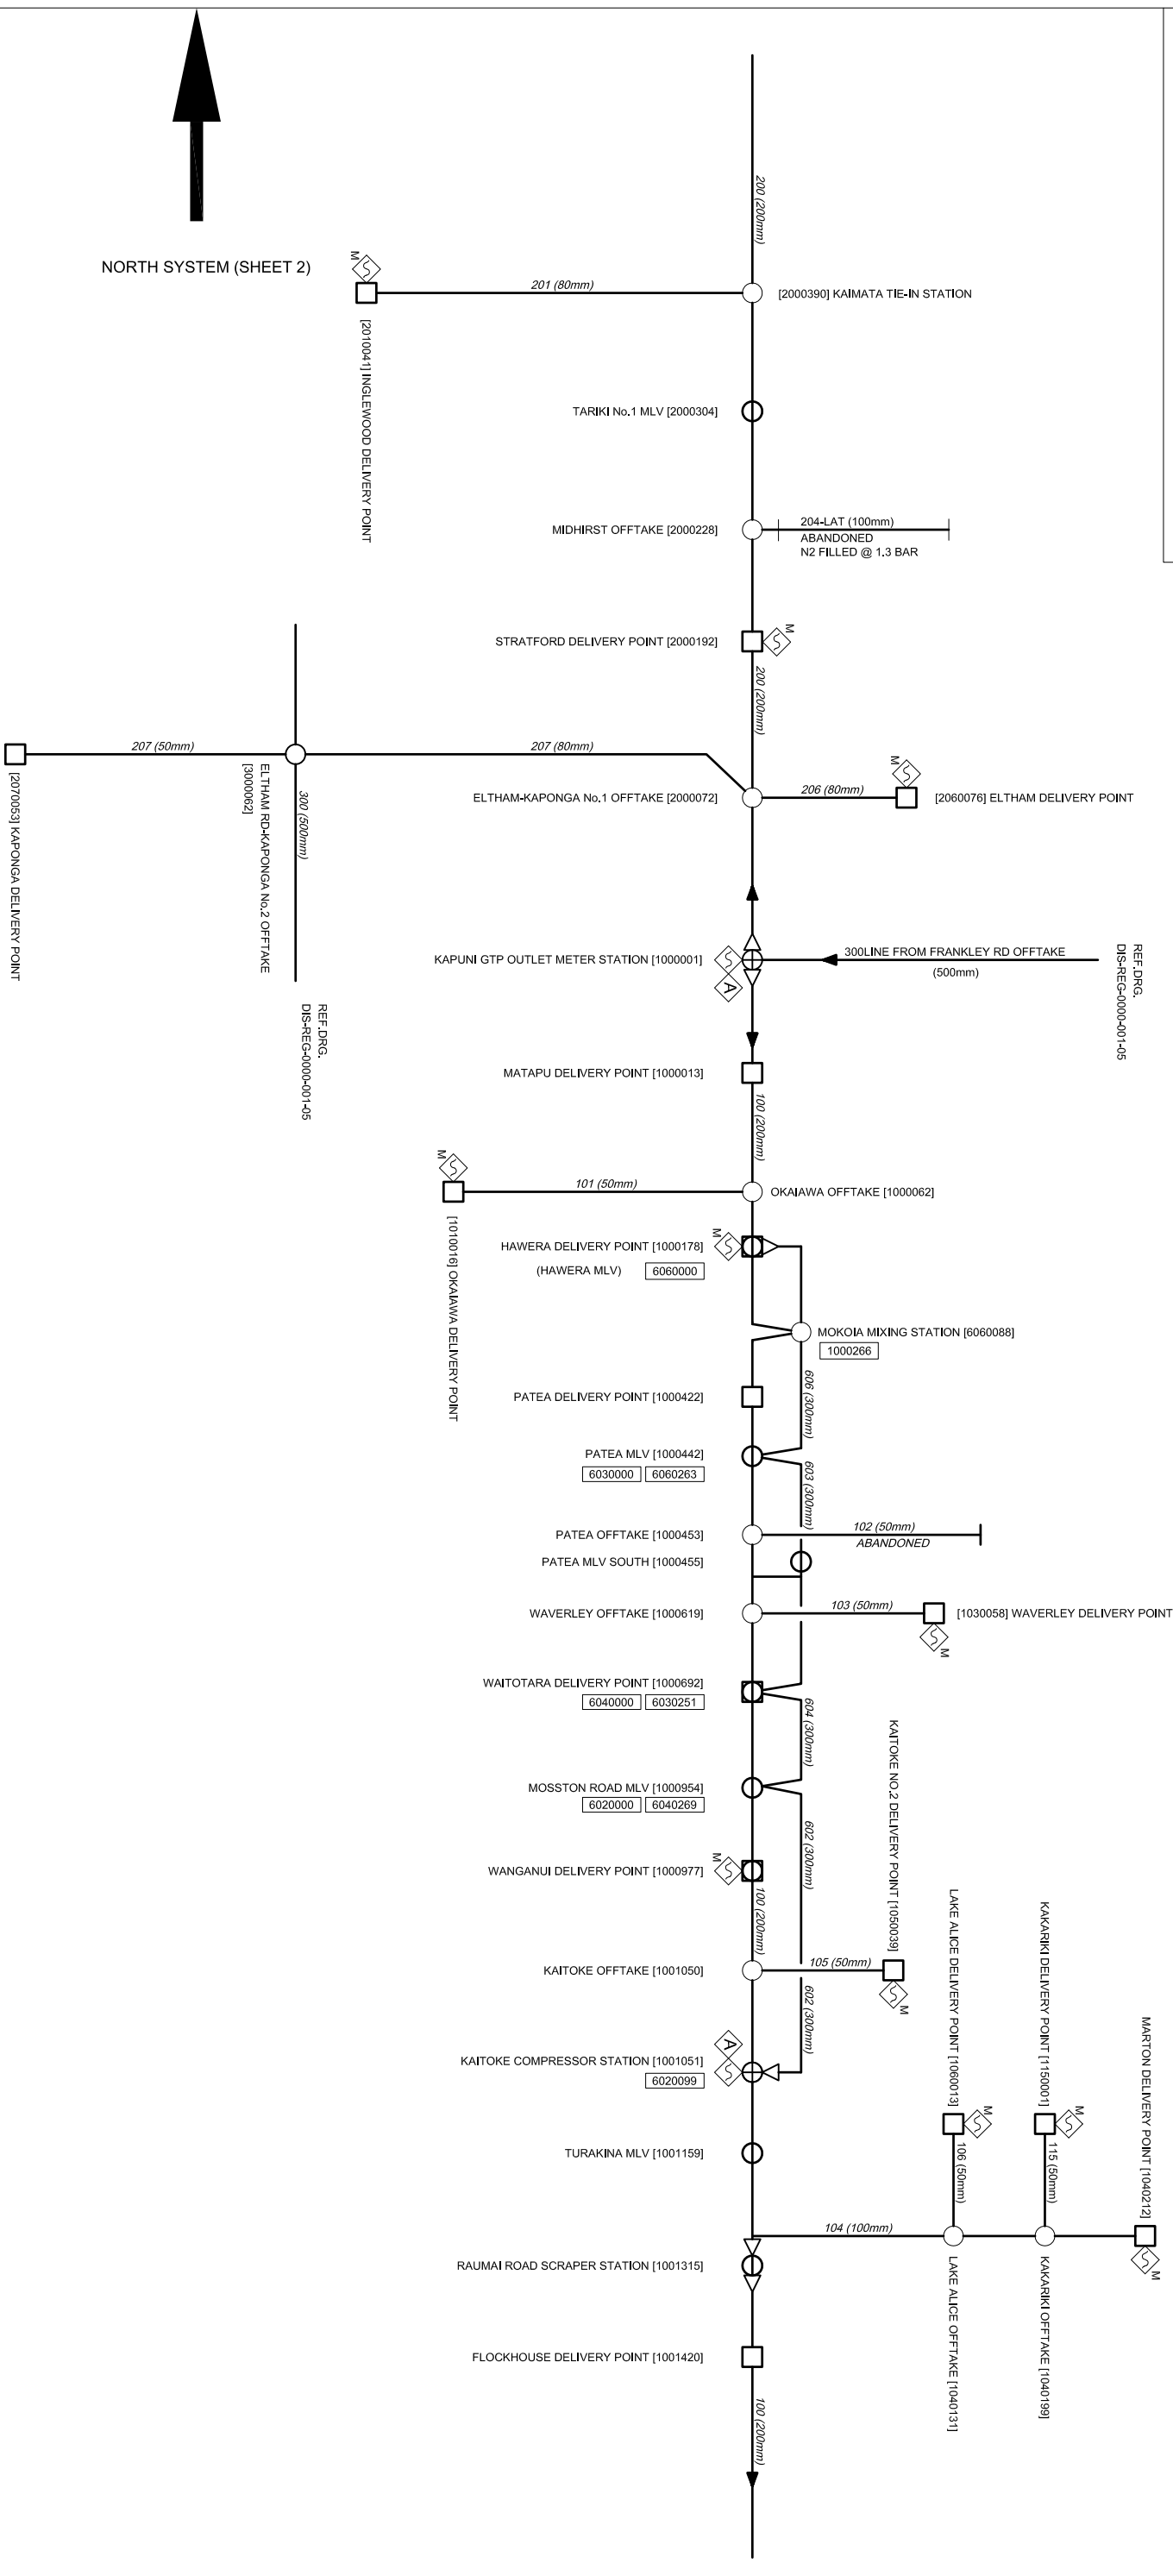 200 (200mm)
NORTH SYSTEM (SHEET 2)
M
201 (80mm)
[2000390] KAIMATA TIE-IN STATION
[2010041] INGLEWOOD DELIVERY POINT
TARIKI No.1 MLV [2000304]
MIDHIRST OFFTAKE [2000228]
204-LAT (100mm)
ABANDONED
N2 FILLED @ 1.3 BAR
STRATFORD DELIVERY POINT [2000192]
M
200 (200mm)
207 (50mm)
207 (80mm)
ELTHAM RD-KAPONGA No.2 OFFTAKE
[3000062]
300 (500mm)
[2070053] KAPONGA DELIVERY POINT
ELTHAM-KAPONGA No.1 OFFTAKE [2000072]
206 (80mm)
M
[2060076] ELTHAM DELIVERY POINT
KAPUNI GTP OUTLET METER STATION [1000001]
A
300LINE FROM FRANKLEY RD OFFTAKE
(500mm)
REF.DRG.
DIS-REG-0000-001-05
REF.DRG.
DIS-REG-0000-001-05
MATAPU DELIVERY POINT [1000013]
100 (200mm)
M
101 (50mm)
OKAIAWA OFFTAKE [1000062]
[1010016] OKAIAWA DELIVERY POINT
HAWERA DELIVERY POINT [1000178]
M
(HAWERA MLV)
6060000
MOKOIA MIXING STATION [6060088]
1000266
PATEA DELIVERY POINT [1000422]
606 (300mm)
PATEA MLV [1000442]
6030000
6060263
603 (300mm)
PATEA OFFTAKE [1000453]
102 (50mm)
ABANDONED
PATEA MLV SOUTH [1000455]
WAVERLEY OFFTAKE [1000619]
103 (50mm)
[1030058] WAVERLEY DELIVERY POINT
M
WAITOTARA DELIVERY POINT [1000692]
6040000
6030251
604 (300mm)
MOSSTON ROAD MLV [1000954]
6020000
6040269
602 (300mm)
KAITOKE NO.2 DELIVERY POINT [1050039]
WANGANUI DELIVERY POINT [1000977]
M
100 (200mm)
KAITOKE OFFTAKE [1001050]
105 (50mm)
M
602 (300mm)
KAITOKE COMPRESSOR STATION [1001051]
A
6020099
LAKE ALICE DELIVERY POINT [1060013]
KAKARIKI DELIVERY POINT [1150001]
MARTON DELIVERY POINT [1040212]
M
M
TURAKINA MLV [1001159]
106 (50mm)
115 (50mm)
104 (100mm)
M
RAUMAI ROAD SCRAPER STATION [1001315]
LAKE ALICE OFFTAKE [1040131]
KAKARIKI OFFTAKE [1040199]
FLOCKHOUSE DELIVERY POINT [1001420]
100 (200mm)